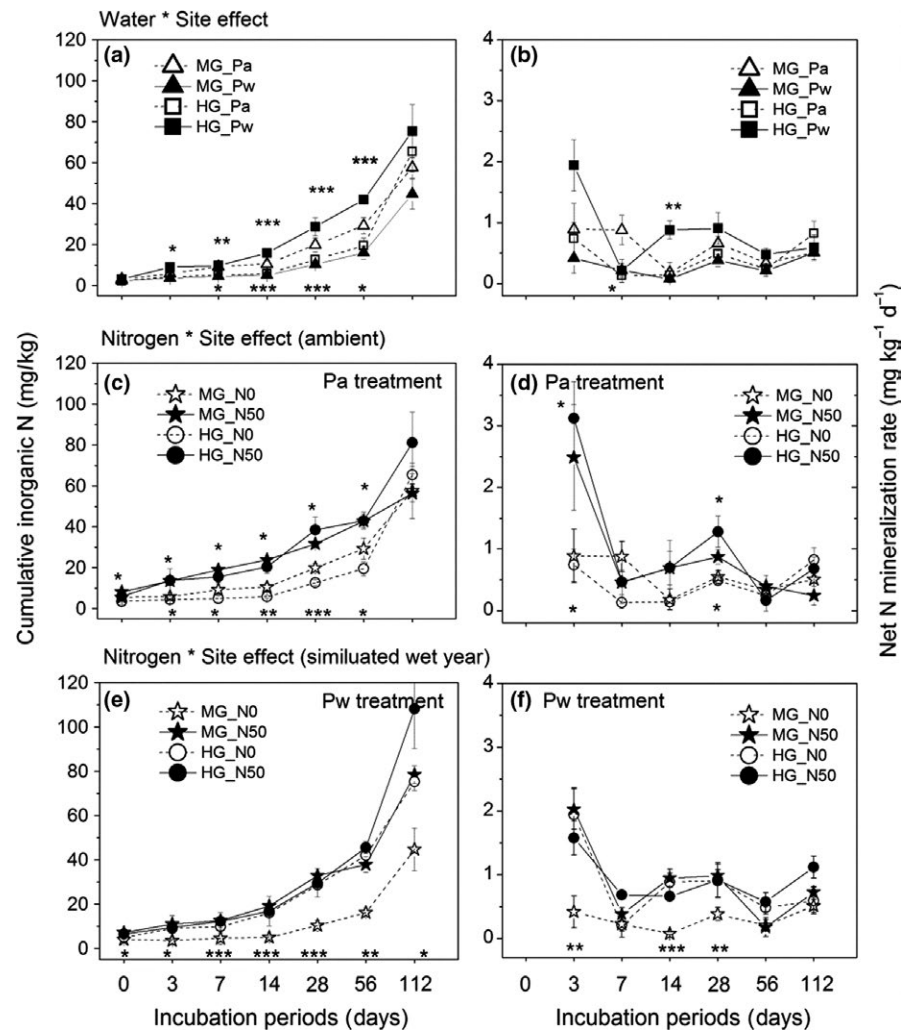 Water * Site effect
(a)
120
100
80
60
40
20
0
MG_Pa
MG_Pw
HG_Pa
HG_Pw
* ** *** *** ***
* *** *** *
(b)
4
3
2
1
0
MG_Pa
MG_Pw
HG_Pa
HG_Pw
**
*
Nitrogen * Site effect (ambient)
(c)
Pa treatment
120
100
80
60
40
20
0
MG_N0
MG_N50
HG_N0
HG_N50
* * * * * *
* * ** *** *
(d) Pa treatment
4
3
2
1
0
MG_N0
MG_N50
HG_N0
HG_N50
* *
* *
Nitrogen * Site effect (similuated wet year)
(e)
Pw treatment
120
100
80
60
40
20
0
MG_N0
MG_N50
HG_N0
HG_N50
* * *** *** *** ** *
0 3 7 14 28 56 112
Incubation periods (days)
(f) Pw treatment
4
3
2
1
0
MG_N0
MG_N50
HG_N0
HG_N50
** *** **
0 3 7 14 28 56 112
Incubation periods (days)
Cumulative inorganic N (mg/kg)
Net N mineralization rate (mg kg⁻¹ d⁻¹)